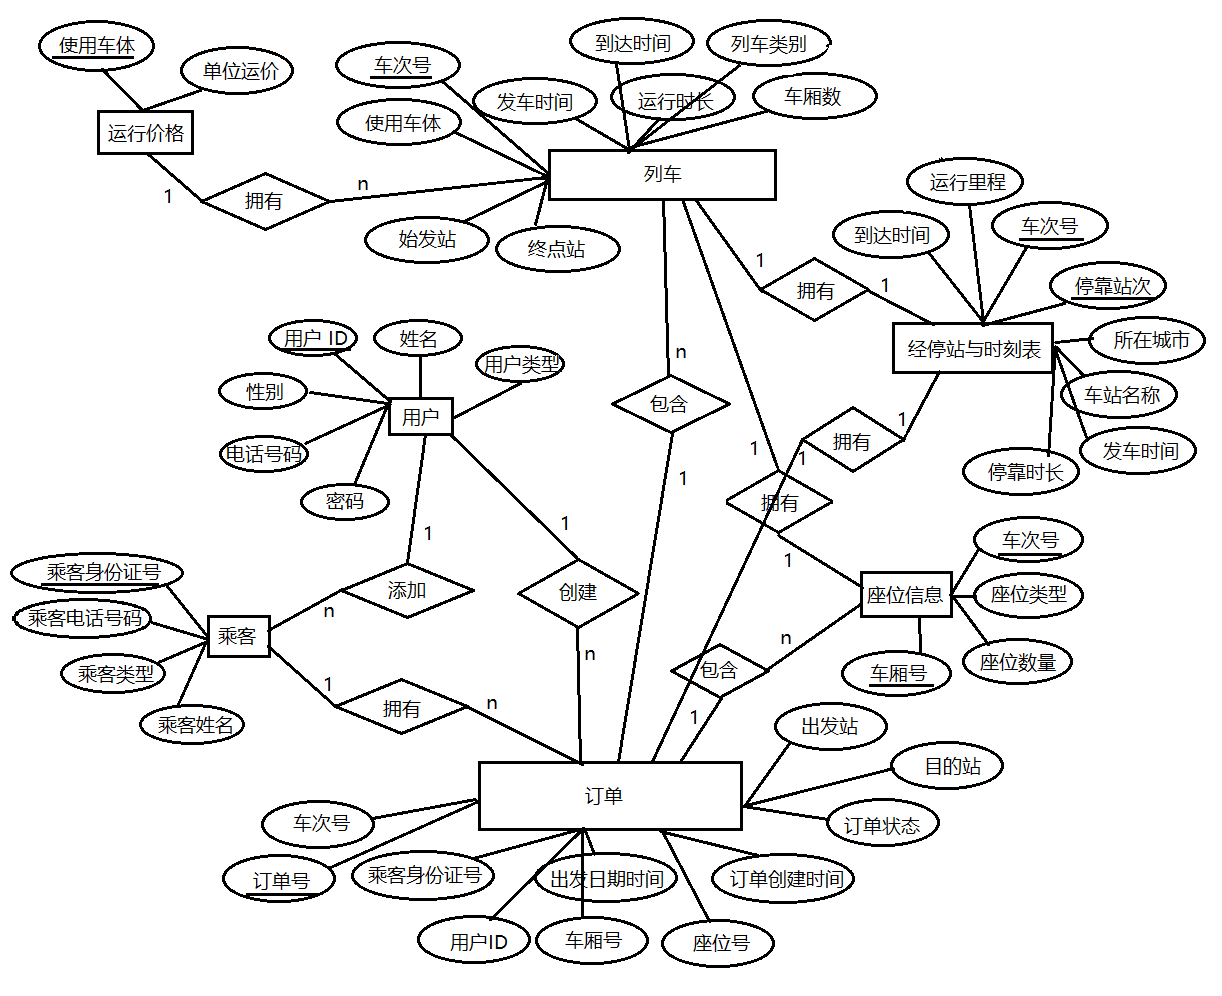 使用车体
单位运价
运行价格
1
拥有
n
车次号
使用车体
发车时间
到达时间
运行时长
列车类别
车厢数
列车
始发站
终点站
运行里程
到达时间
车次号
停靠站次
所在城市
车站名称
发车时间
停靠时长
经停站与时刻表
1
拥有
1
用户 ID
姓名
用户类型
性别
用户
电话号码
密码
n
包含
1
1
拥有
1
1
拥有
1
1
添加
n
1
创建
n
乘客身份证号
乘客电话号码
乘客
乘客类型
乘客姓名
1
拥有
n
车次号
座位类型
座位信息
座位数量
车厢号
n
包含
1
出发站
目的站
订单
订单状态
车次号
订单号
乘客身份证号
出发日期时间
订单创建时间
用户ID
车厢号
座位号